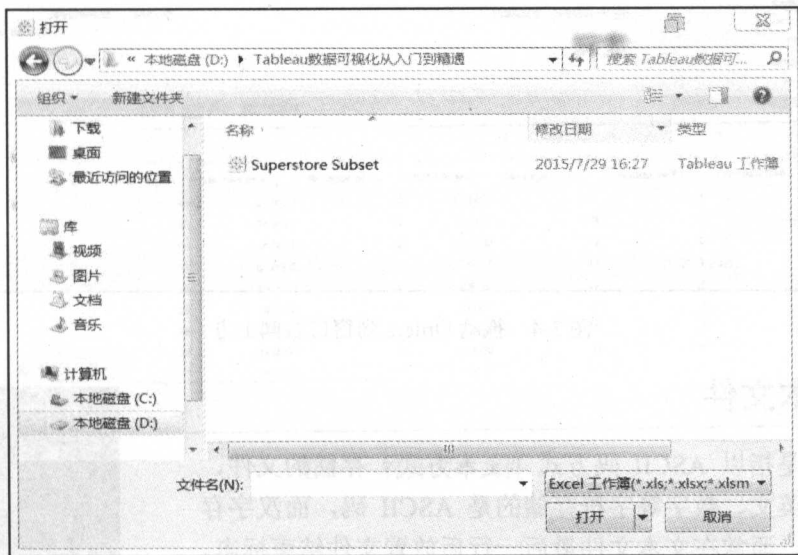 打开
« 本地磁盘 (D:) ▸ Tableau数据可视化从入门到精通
搜索 Tableau数据可...
组织 新建文件夹
名称 修改日期 类型
下载
桌面
最近访问的位置
Superstore Subset 2015/7/29 16:27 Tableau 工作簿
库
视频
图片
文档
音乐
计算机
本地磁盘 (C:)
本地磁盘 (D:)
文件名(N):
Excel 工作簿(*.xls;*.xlsx;*.xlsm
打开 取消